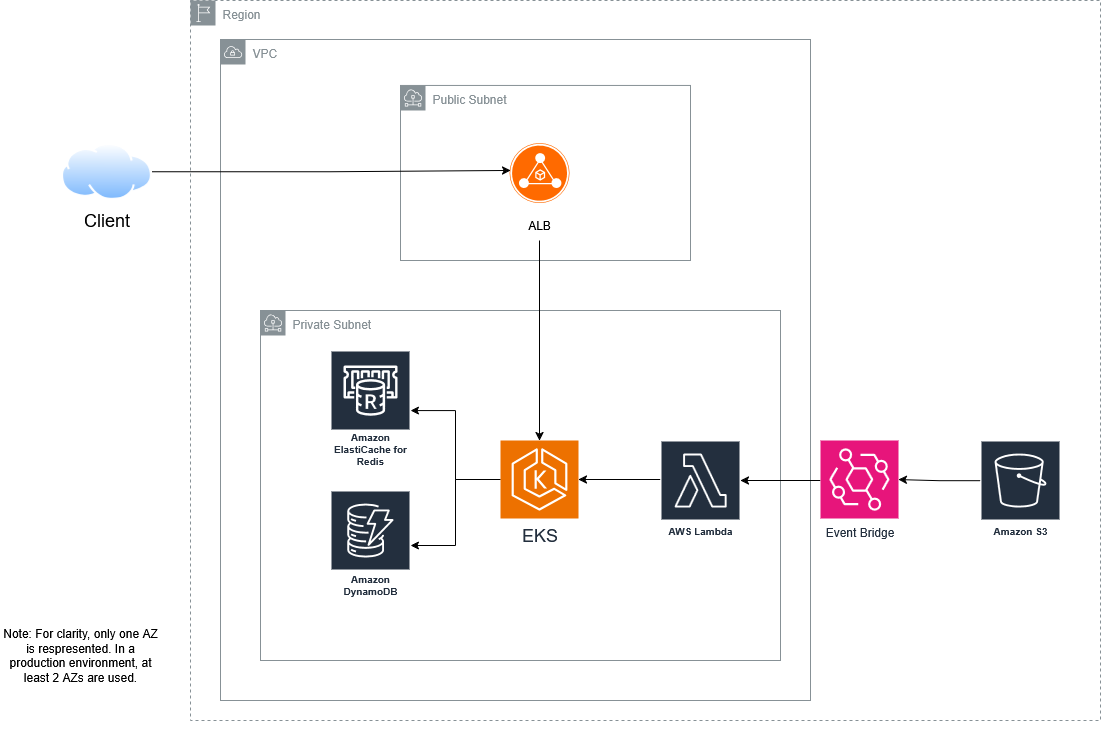 Region
VPC
Public Subnet
ALB
Client
Private Subnet
R
Amazon
ElastiCache for
Redis
K
EKS
AWS Lambda
Event Bridge
Amazon S3
Amazon
DynamoDB
Note: For clarity, only one AZ
is respresented. In a
production environment, at
least 2 AZs are used.